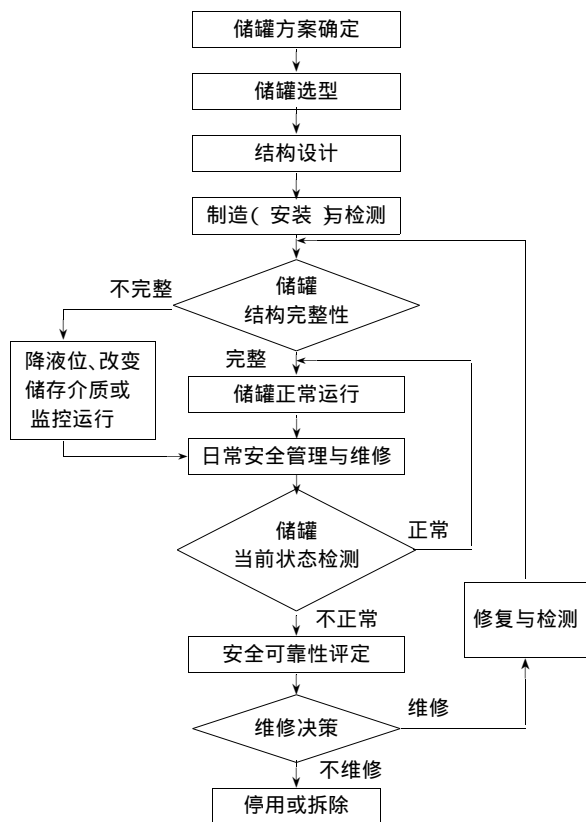 储罐方案确定
储罐选型
结构设计
制造( 安装 )与检测
储罐
结构完整性
不完整
完整
降液位、改变
储存介质或
监控运行
储罐正常运行
日常安全管理与维修
储罐
当前状态检测
正常
不正常
修复与检测
安全可靠性评定
维修决策
维修
不维修
停用或拆除